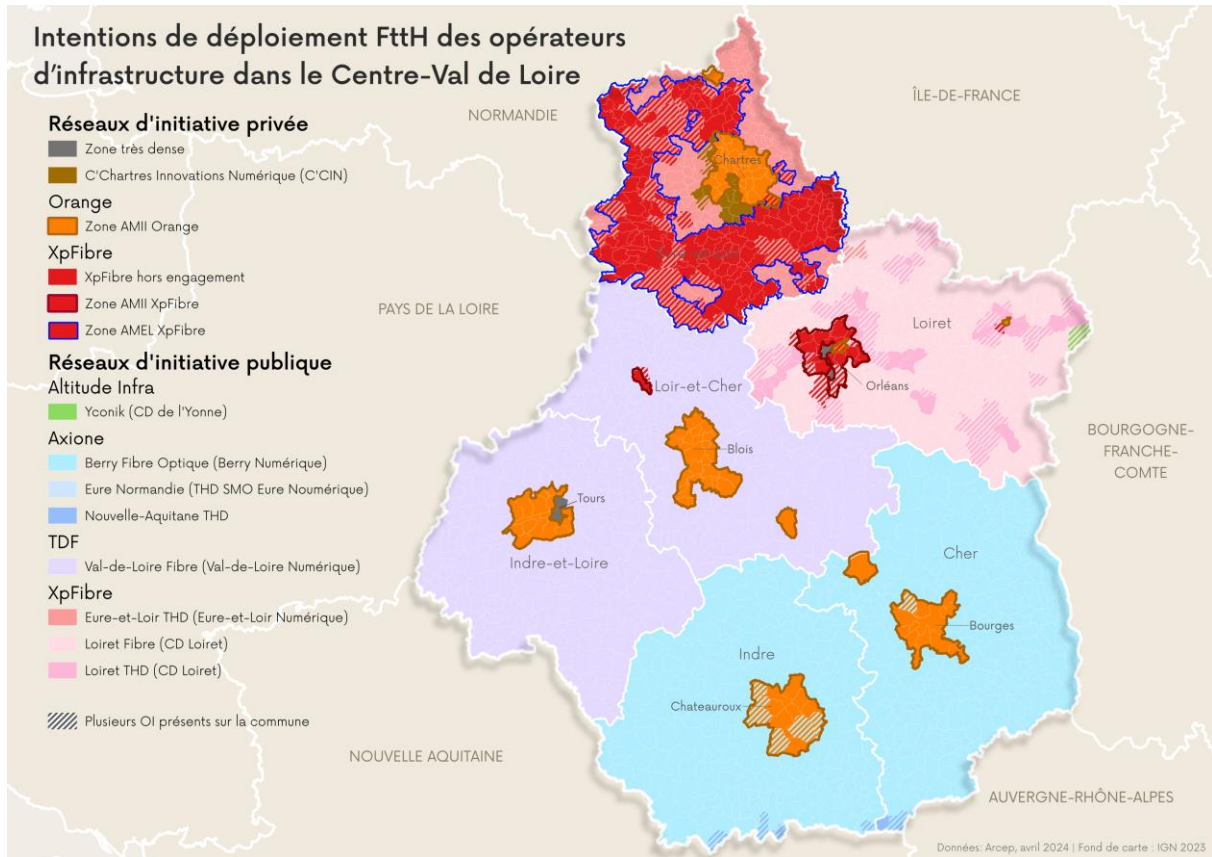 Intentions de déploiement FttH des opérateurs
d'infrastructure dans le Centre-Val de Loire
Réseaux d'initiative privée
Zone très dense
C'Chartres Innovations Numérique (C'CIN)
Orange
Zone AMII Orange
XpFibre
XpFibre hors engagement
Zone AMII XpFibre
Zone AMEL XpFibre
Réseaux d'initiative publique
Altitude Infra
Yconik (CD de l'Yonne)
Axione
Berry Fibre Optique (Berry Numérique)
Eure Normandie (THD SMO Eure Noumérique)
Nouvelle-Aquitane THD
TDF
Val-de-Loire Fibre (Val-de-Loire Numérique)
XpFibre
Eure-et-Loir THD (Eure-et-Loir Numérique)
Loiret Fibre (CD Loiret)
Loiret THD (CD Loiret)
Plusieurs OI présents sur la commune
NORMANDIE
ÎLE-DE-FRANCE
Chartres
PAYS DE LA LOIRE
Loiret
Orléans
Loir-et-Cher
BOURGOGNE-
FRANCHE-
COMTE
Blois
Tours
Indre-et-Loire
Cher
Bourges
Indre
Chateauroux
NOUVELLE AQUITAINE
AUVERGNE-RHÔNE-ALPES
Données: Arcep, avril 2024 | Fond de carte : IGN 2023